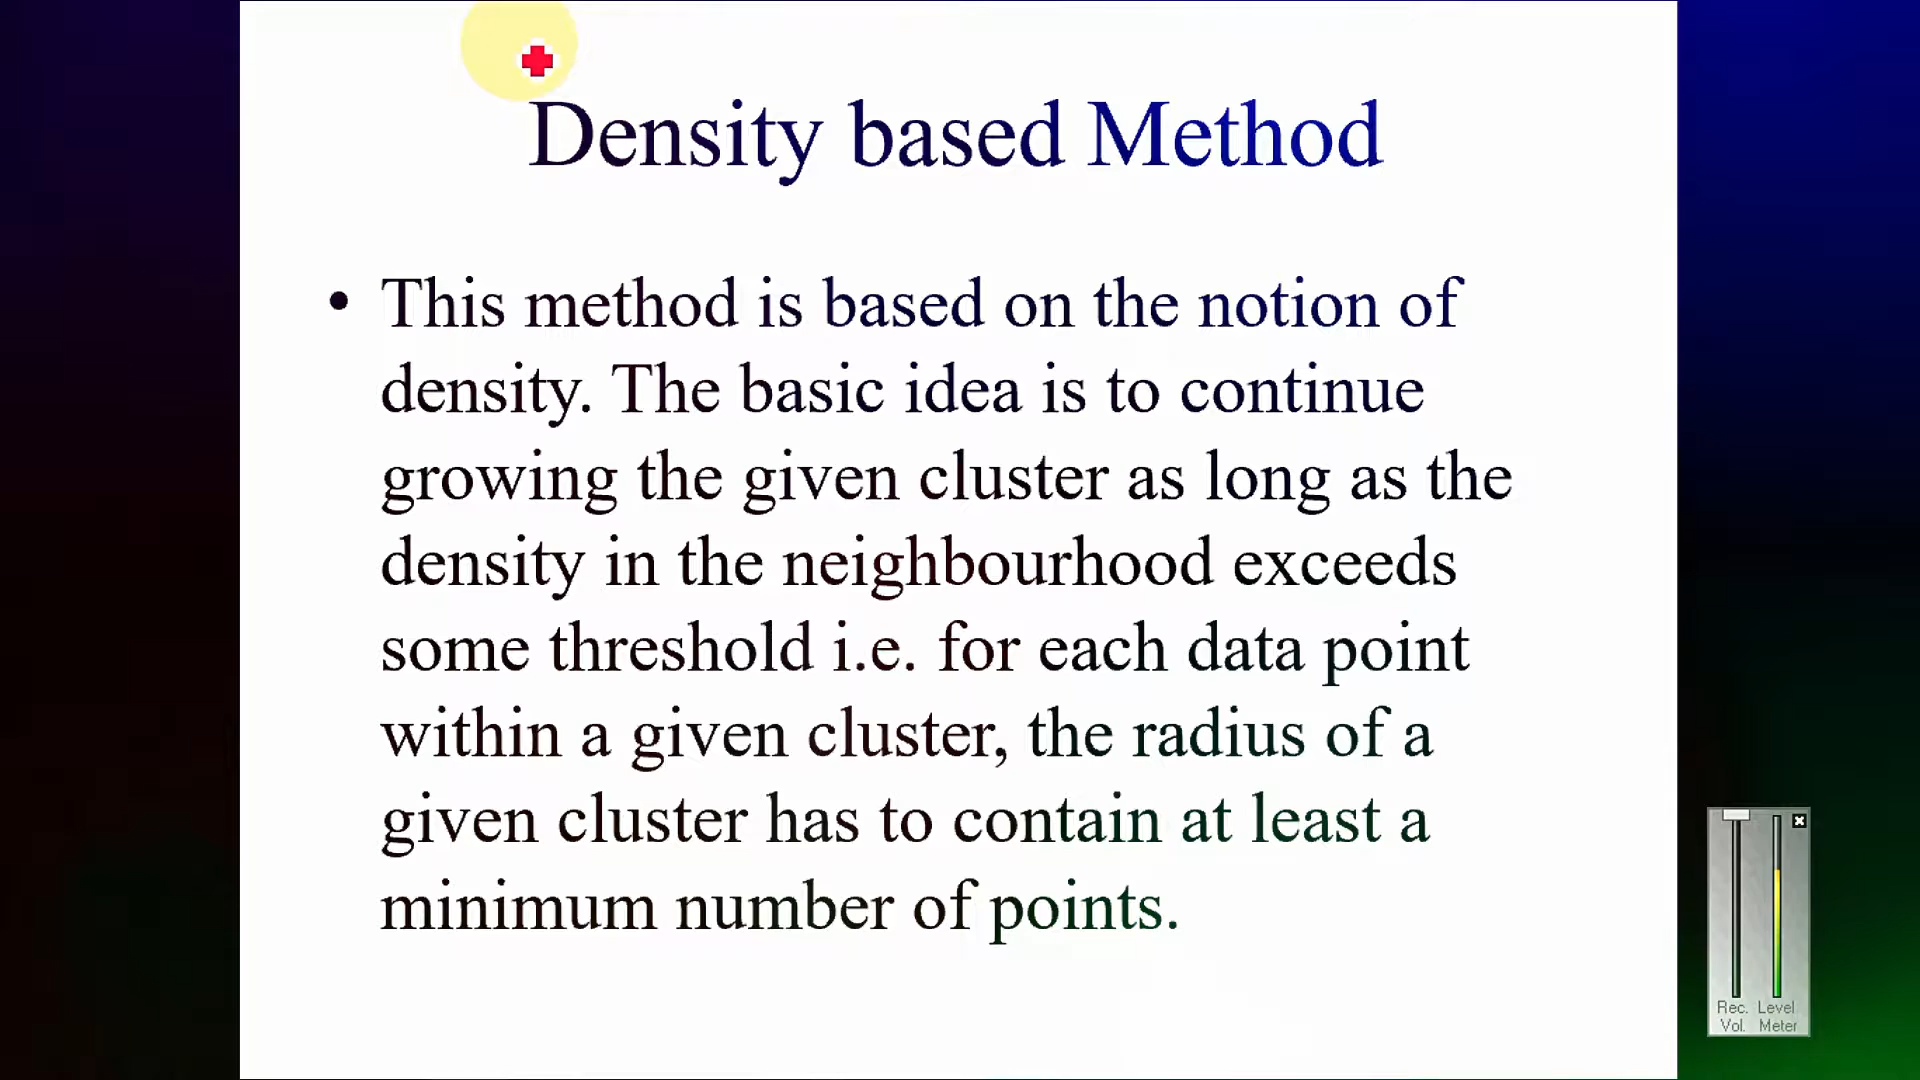 Density based Method
• This method is based on the notion of
density. The basic idea is to continue
growing the given cluster as long as the
density in the neighbourhood exceeds
some threshold i.e. for each data point
within a given cluster, the radius of a
given cluster has to contain at least a
minimum number of points.
Rec. Level
Vol. Meter